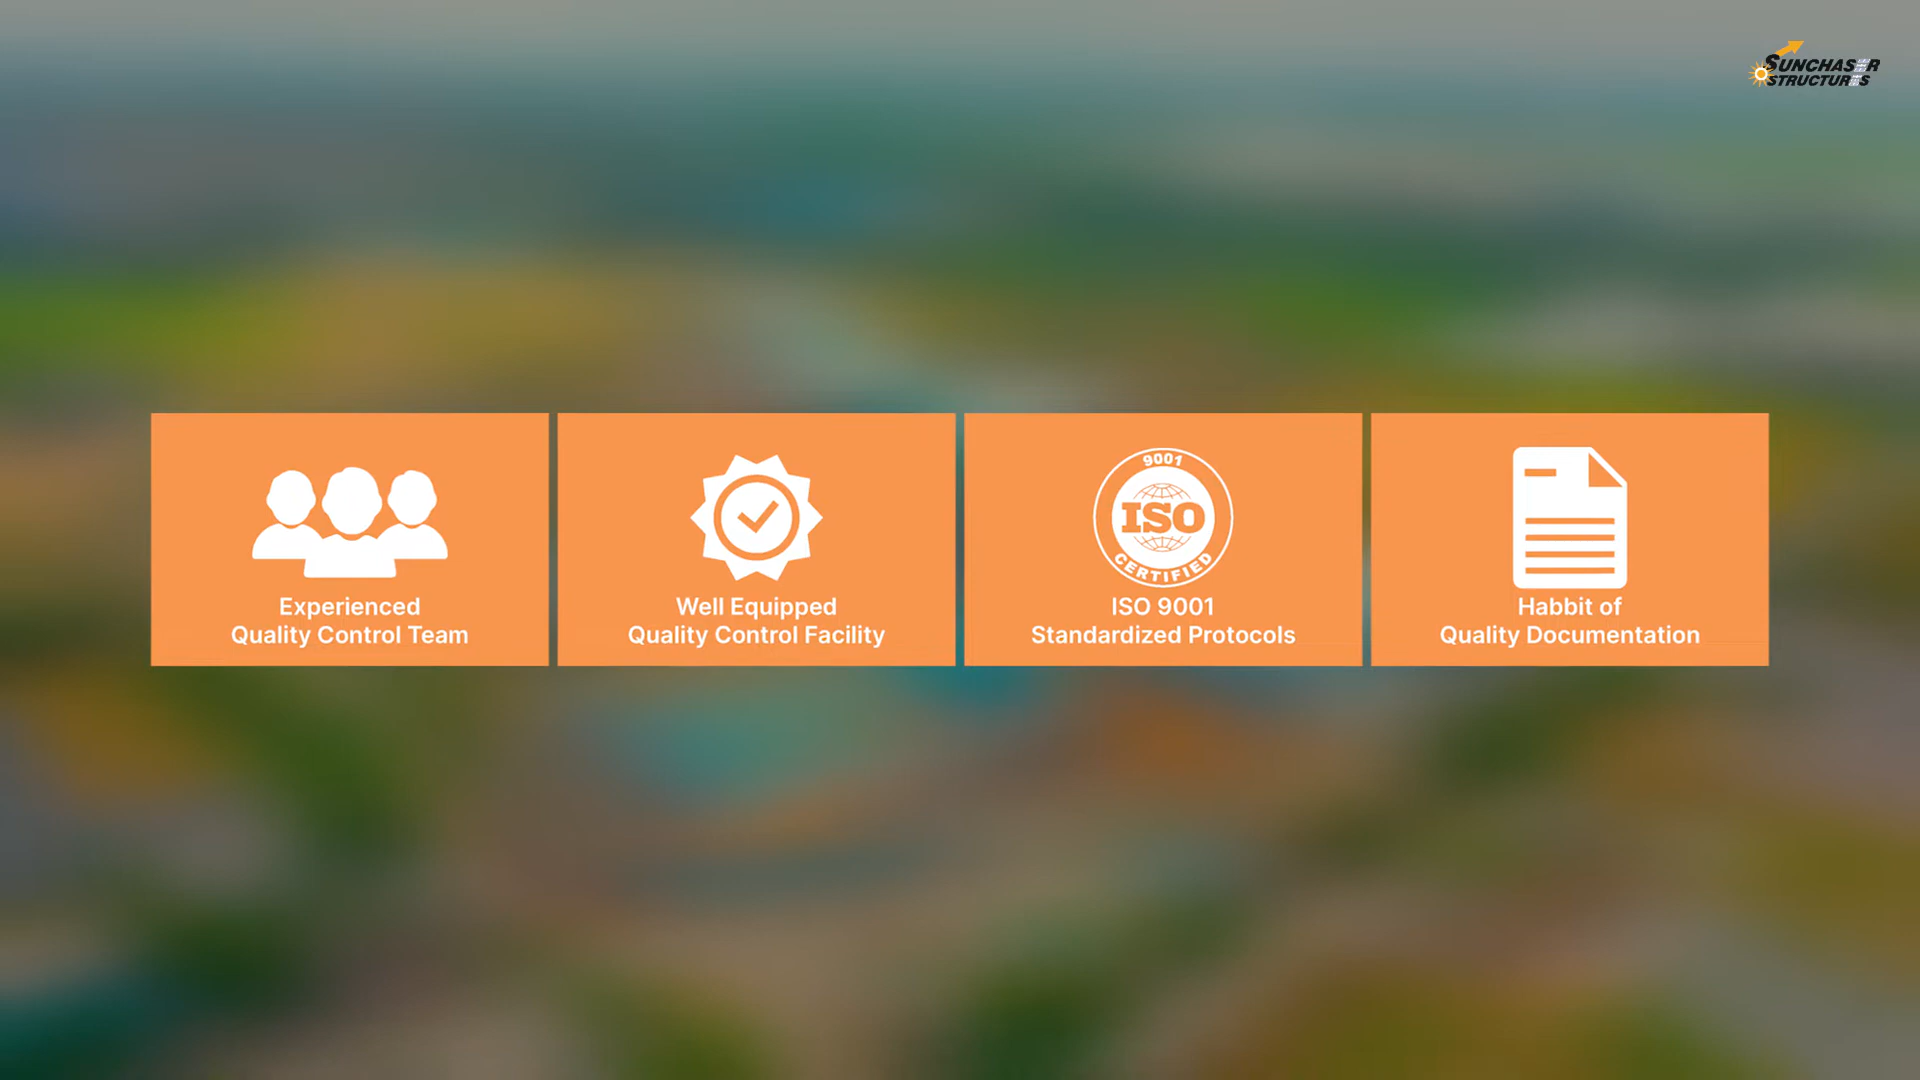 SUNCHASER
STRUCTURES
9001
ISO
CERTIFIED
Experienced
Quality Control Team
Well Equipped
Quality Control Facility
ISO 9001
Standardized Protocols
Habbit of
Quality Documentation